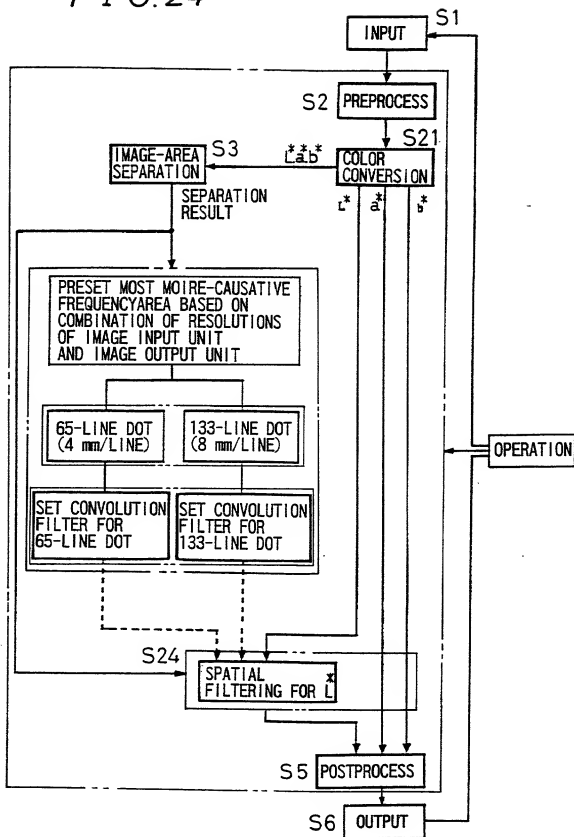 FIG.24
S1
INPUT
S2
PREPROCESS
S21
COLOR
CONVERSION
L*a*b*
S3
IMAGE-AREA
SEPARATION
L* a* b*
SEPARATION
RESULT
PRESET MOST MOIRE-CAUSATIVE
FREQUENCYAREA BASED ON
COMBINATION OF RESOLUTIONS
OF IMAGE INPUT UNIT
AND IMAGE OUTPUT UNIT
65-LINE DOT
(4 mm/LINE)
133-LINE DOT
(8 mm/LINE)
OPERATION
SET CONVOLUTION
FILTER FOR
65-LINE DOT
SET CONVOLUTION
FILTER FOR
133-LINE DOT
S24
SPATIAL
FILTERING FOR L*
S5
POSTPROCESS
S6
OUTPUT